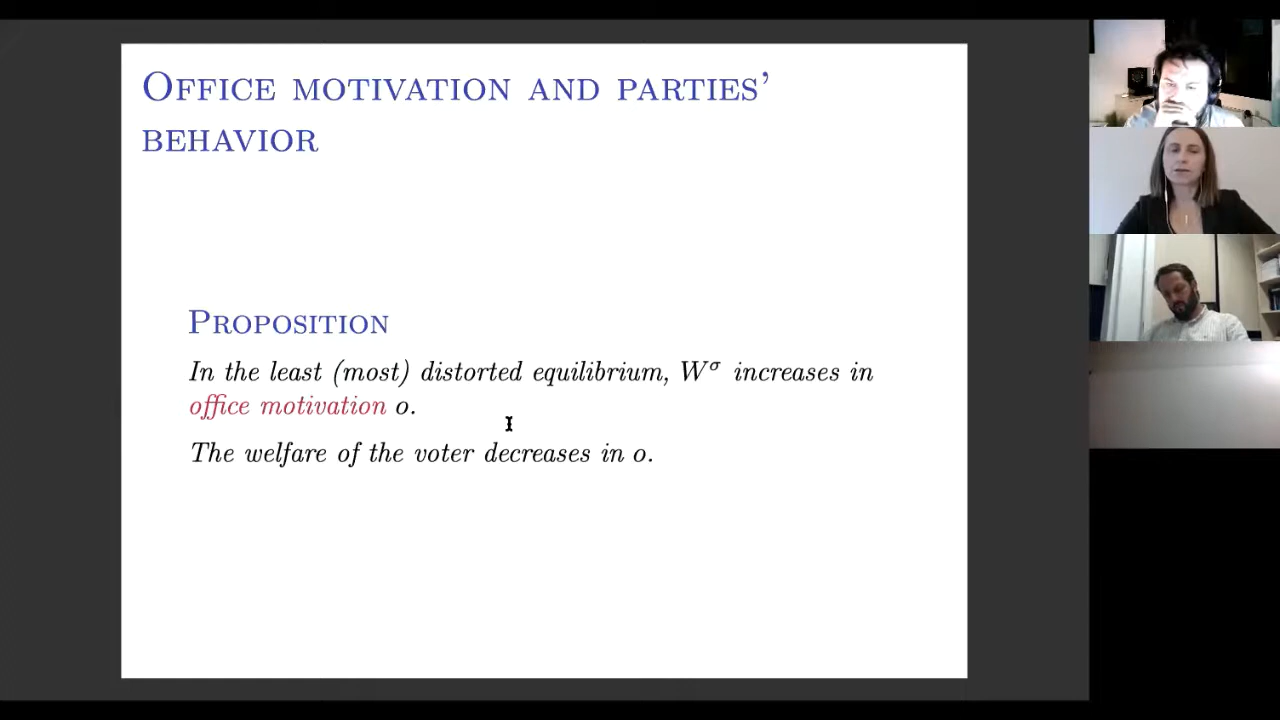 Office motivation and parties’
behavior
Proposition
In the least (most) distorted equilibrium, W^σ increases in
office motivation o.
The welfare of the voter decreases in o.